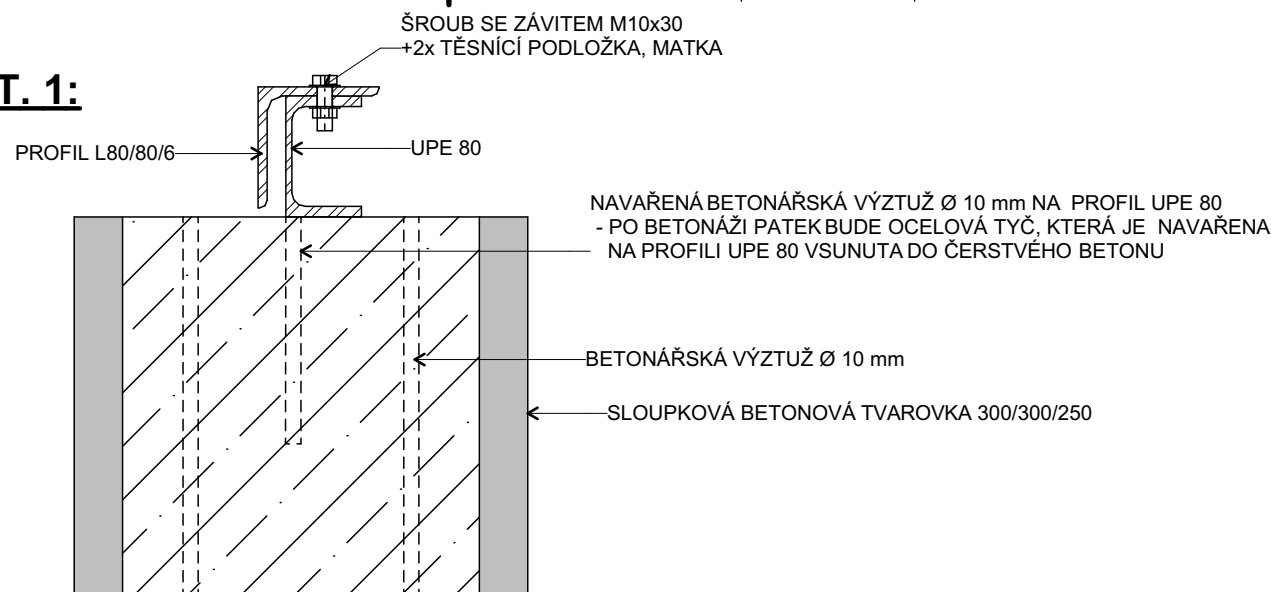 ŠROUB SE ZÁVITEM M10x30
+2x TĚSNÍCÍ PODLOŽKA, MATKA
T. 1:
PROFIL L80/80/6
UPE 80
NAVAŘENÁ BETONÁŘSKÁ VÝZTUŽ Ø 10 mm NA PROFIL UPE 80
- PO BETONÁŽI PATEK BUDE OCELOVÁ TYČ, KTERÁ JE NAVAŘENA
NA PROFILI UPE 80 VSUNUTA DO ČERSTVÉHO BETONU
BETONÁŘSKÁ VÝZTUŽ Ø 10 mm
SLOUPKOVÁ BETONOVÁ TVAROVKA 300/300/250